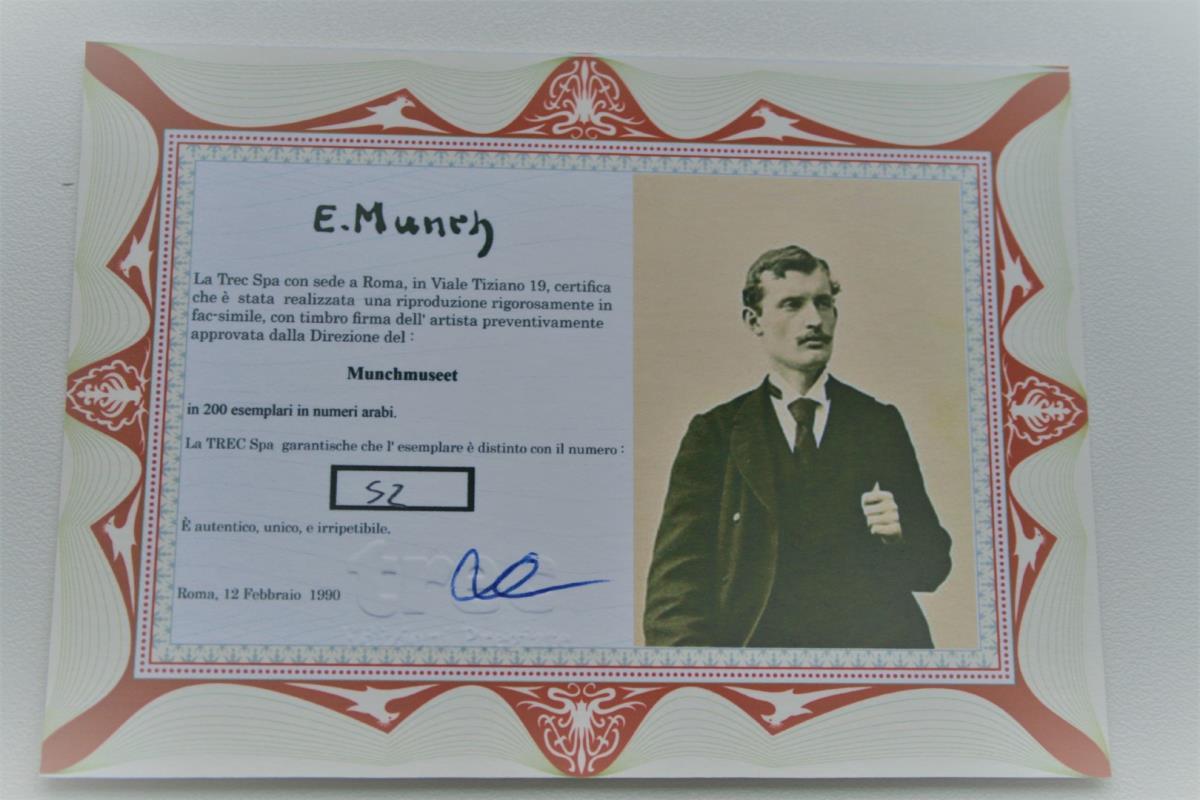 E. Munch
La Trec Spa con sede a Roma, in Viale Tiziano 19, certifica
che è stata realizzata una riproduzione rigorosamente in
fac-simile, con timbro firma dell' artista preventivamente
approvata dalla Direzione del :
Munchmuseet
in 200 esemplari in numeri arabi.
La TREC Spa garantische che l' esemplare è distinto con il numero :
52
È autentico, unico, e irripetibile.
trec
Roma, 12 Febbraio 1990